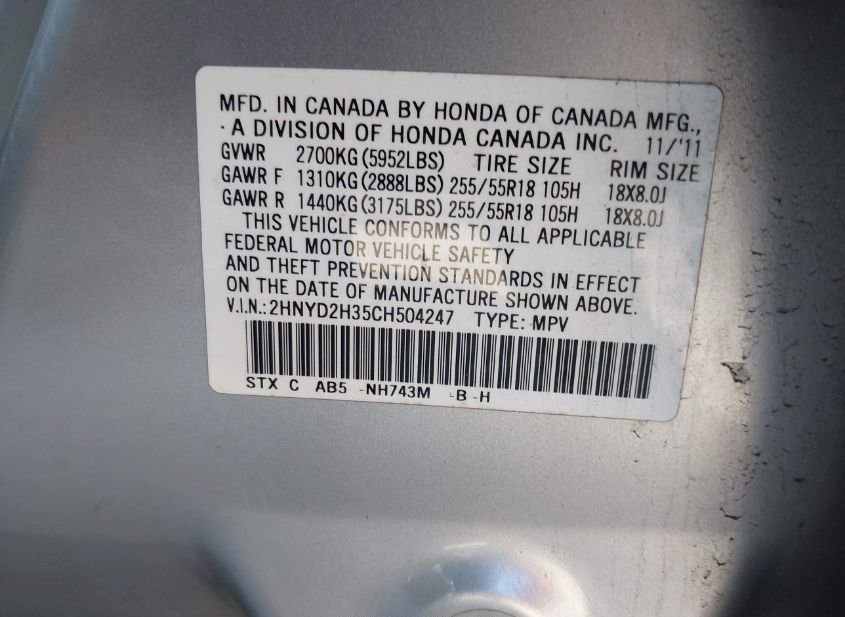 MFD. IN CANADA BY HONDA OF CANADA MFG.,
A DIVISION OF HONDA CANADA INC. 11/'11
GVWR 2700KG (5952LBS) TIRE SIZE RIM SIZE
GAWR F 1310KG (2888LBS) 255/55R18 105H 18X8.0J
GAWR R 1440KG (3175LBS) 255/55R18 105H 18X8.0J
THIS VEHICLE CONFORMS TO ALL APPLICABLE
FEDERAL MOTOR VEHICLE SAFETY
AND THEFT PREVENTION STANDARDS IN EFFECT
ON THE DATE OF MANUFACTURE SHOWN ABOVE.
V.I.N.: 2HNYD2H35CH504247 TYPE: MPV
STX C AB5 -NH743M -B -H